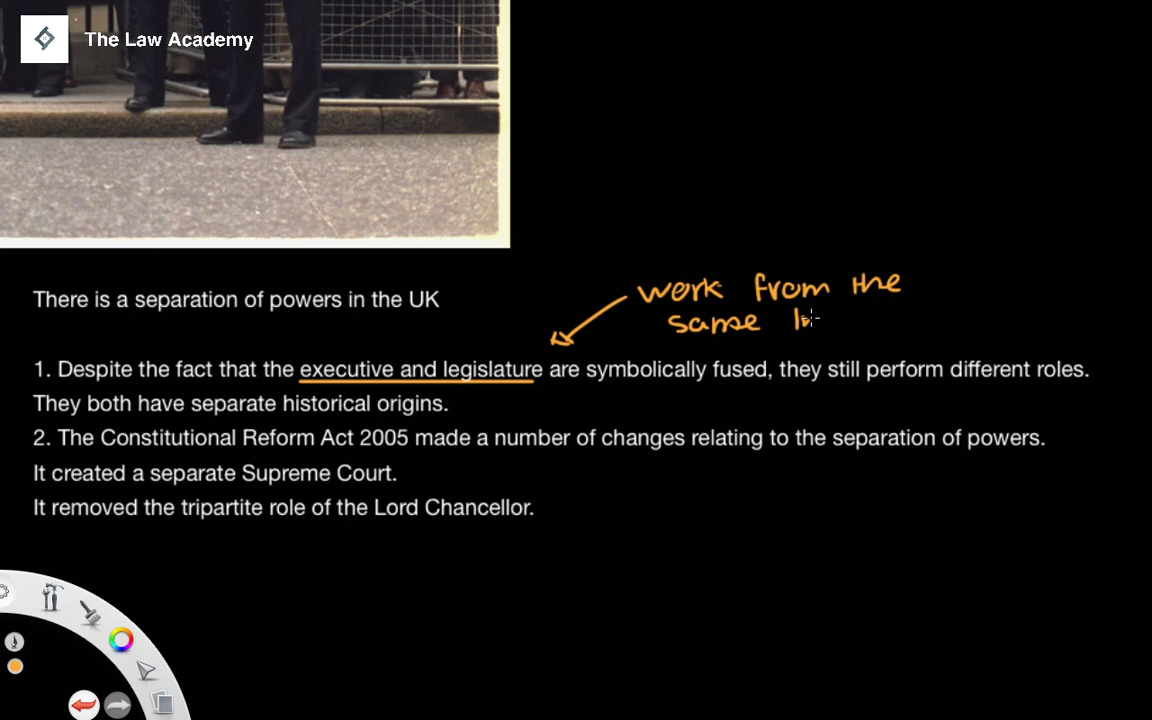 The Law Academy
There is a separation of powers in the UK
work from the
same
1. Despite the fact that the executive and legislature are symbolically fused, they still perform different roles.
They both have separate historical origins.
2. The Constitutional Reform Act 2005 made a number of changes relating to the separation of powers.
It created a separate Supreme Court.
It removed the tripartite role of the Lord Chancellor.